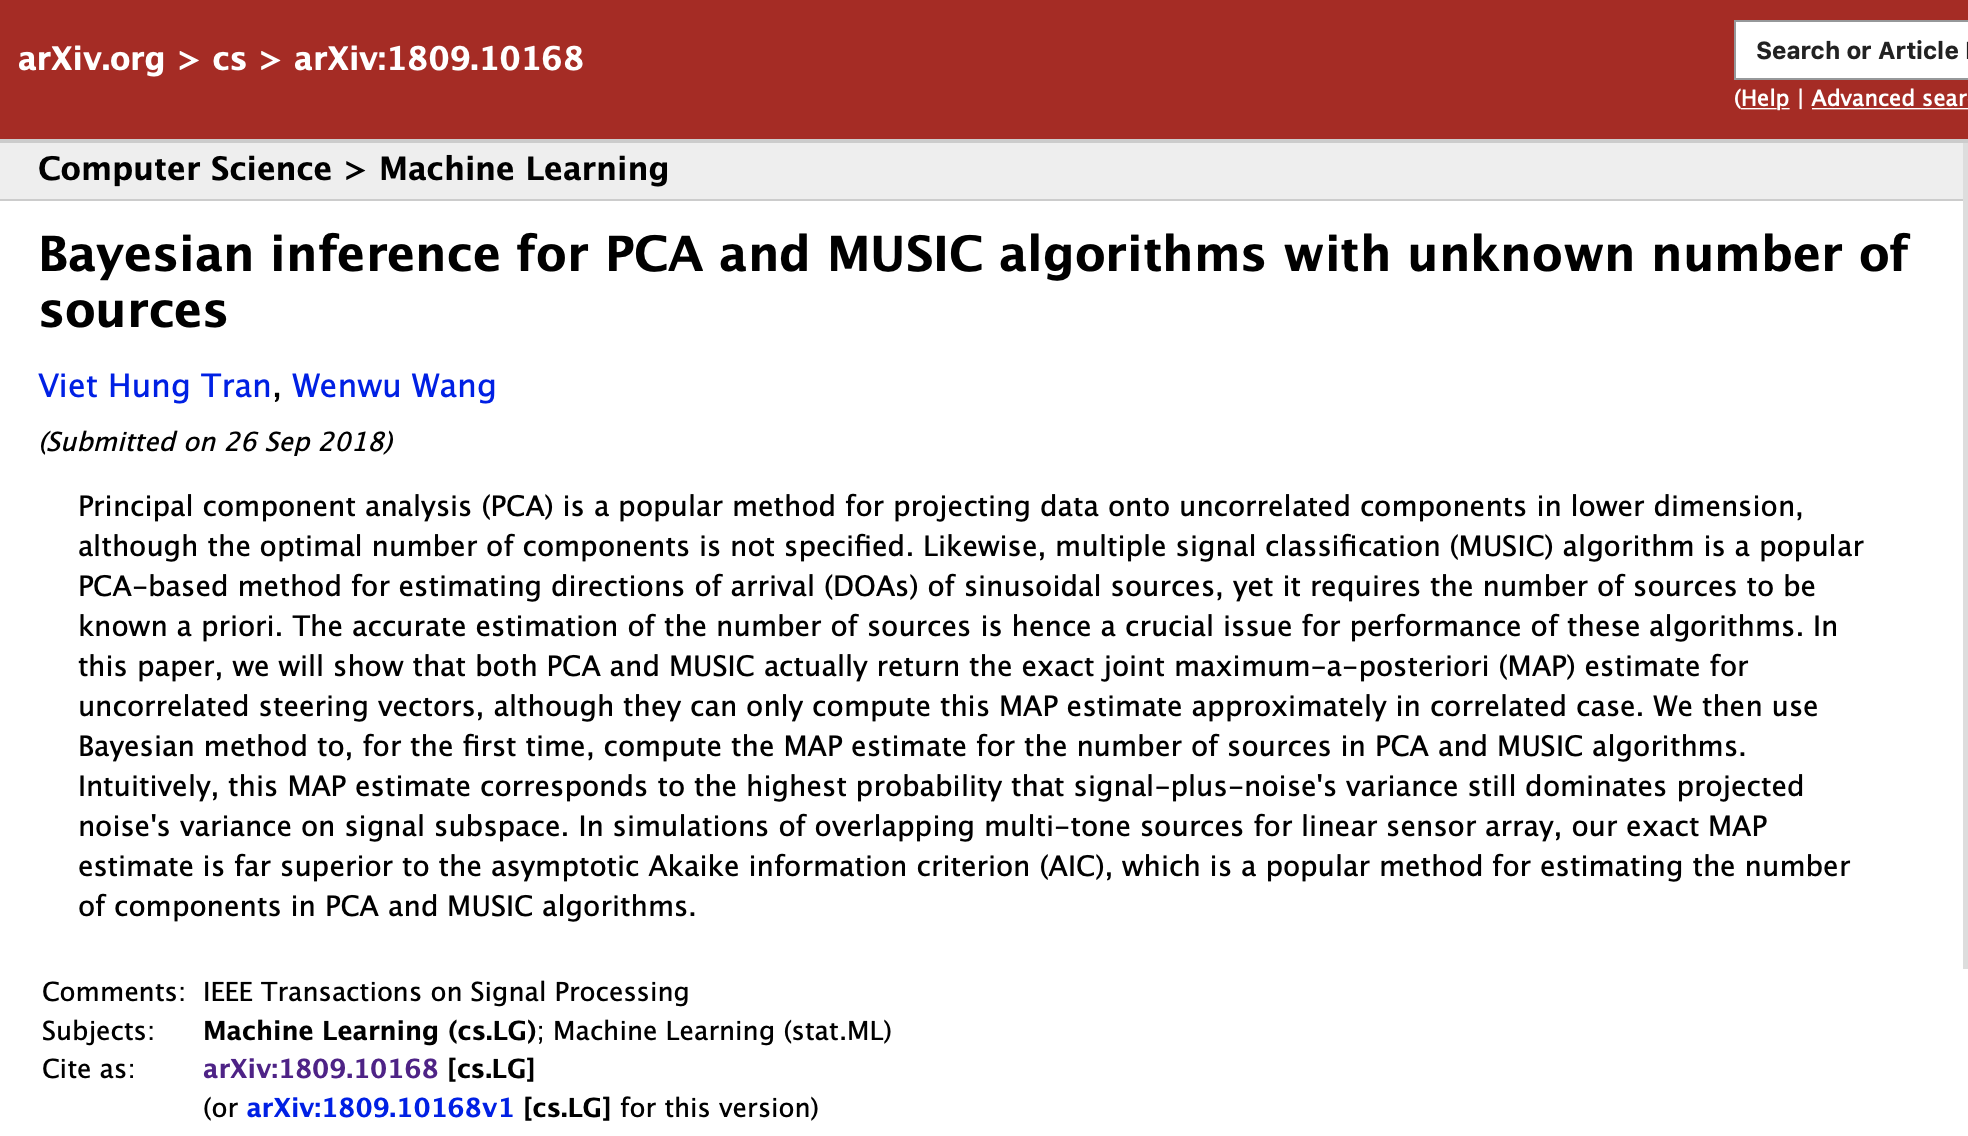 arXiv.org > cs > arXiv:1809.10168
Search or Article
(Help | Advanced sear
Computer Science > Machine Learning
Bayesian inference for PCA and MUSIC algorithms with unknown number of
sources
Viet Hung Tran, Wenwu Wang
(Submitted on 26 Sep 2018)
Principal component analysis (PCA) is a popular method for projecting data onto uncorrelated components in lower dimension,
although the optimal number of components is not specified. Likewise, multiple signal classification (MUSIC) algorithm is a popular
PCA-based method for estimating directions of arrival (DOAs) of sinusoidal sources, yet it requires the number of sources to be
known a priori. The accurate estimation of the number of sources is hence a crucial issue for performance of these algorithms. In
this paper, we will show that both PCA and MUSIC actually return the exact joint maximum-a-posteriori (MAP) estimate for
uncorrelated steering vectors, although they can only compute this MAP estimate approximately in correlated case. We then use
Bayesian method to, for the first time, compute the MAP estimate for the number of sources in PCA and MUSIC algorithms.
Intuitively, this MAP estimate corresponds to the highest probability that signal-plus-noise's variance still dominates projected
noise's variance on signal subspace. In simulations of overlapping multi-tone sources for linear sensor array, our exact MAP
estimate is far superior to the asymptotic Akaike information criterion (AIC), which is a popular method for estimating the number
of components in PCA and MUSIC algorithms.
Comments: IEEE Transactions on Signal Processing
Subjects: Machine Learning (cs.LG); Machine Learning (stat.ML)
Cite as: arXiv:1809.10168 [cs.LG]
(or arXiv:1809.10168v1 [cs.LG] for this version)